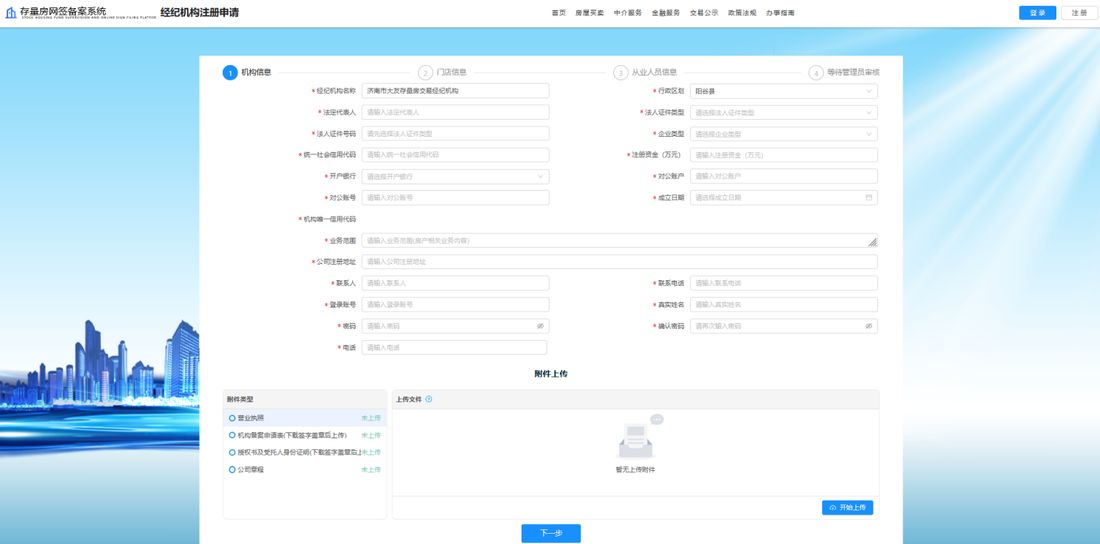 存量房网签备案系统 经纪机构注册申请 首页 房屋买卖 中介服务 金融服务 交易公示 政策法规 办事指南 登录 注册
STOCK HOUSING FUND SUPERVISION AND ONLINE SIGN FILING PLATFOR
1 机构信息 2 门店信息 3 从业人员信息 4 等待管理员审核
* 经纪机构名称 济南市大友存量房交易经纪机构 * 行政区划 阳谷县
* 法定代表人 请输入法定代表人 * 法人证件类型 请选择法人证件类型
* 法人证件号码 请先选择法人证件类型 * 企业类型 请选择企业类型
* 统一社会信用代码 请输入统一社会信用代码 * 注册资金（万元） 请输入注册资金（万元）
* 开户银行 请选择开户银行 * 对公账户 请输入对公账户
* 对公账号 请输入对公账号 * 成立日期 请选择成立日期
* 机构唯一信用代码
* 业务范围 请输入业务范围(房产相关业务内容)
* 公司注册地址 请输入公司注册地址
* 联系人 请输入联系人 * 联系电话 请输入联系电话
* 登录账号 请输入登录账号 * 真实姓名 请输入真实姓名
* 密码 请输入密码 * 确认密码 请再次输入密码
* 电话 请输入电话
附件上传
附件类型 上传文件
营业执照 未上传
机构备案申请表(下载签字盖章后上传) 未上传
授权书及受托人身份证明(下载签字盖章后上 未上传
公司章程 未上传
暂无上传附件
开始上传
下一步